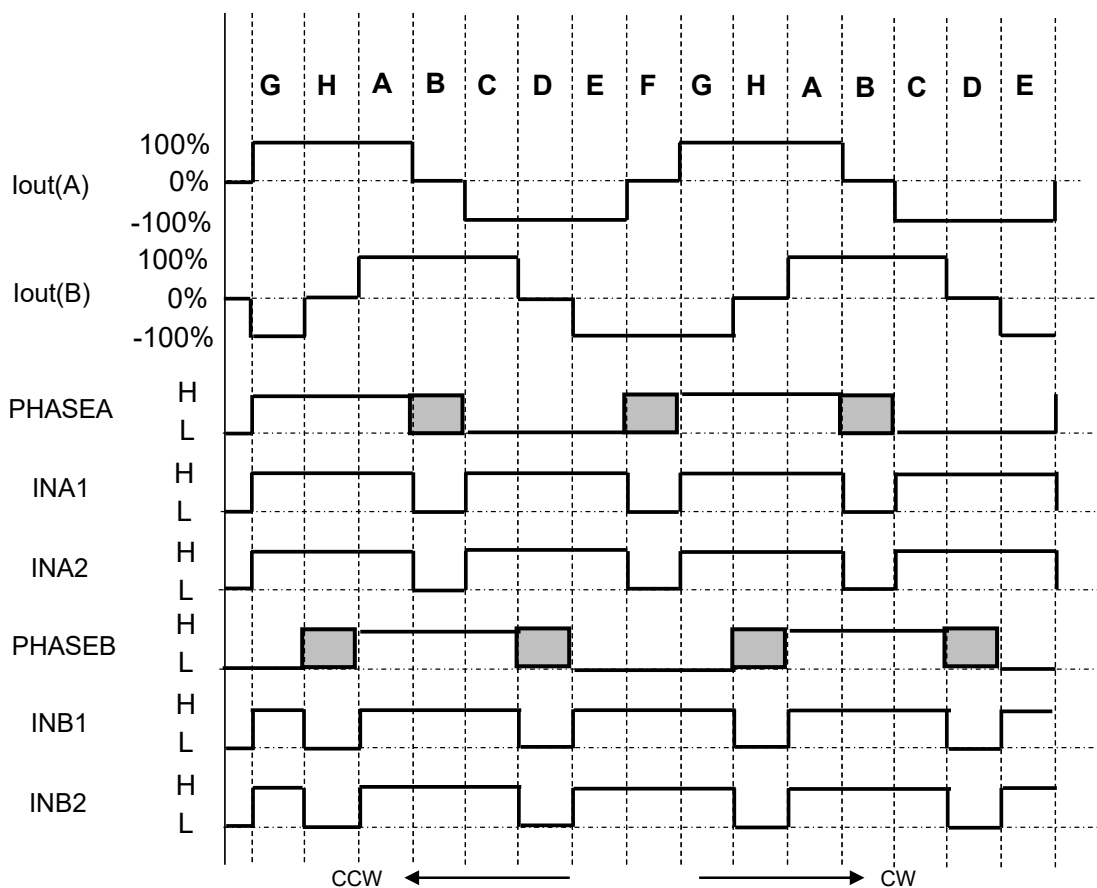 G H A B C D E F G H A B C D E
100%
Iout(A) 0%
-100%
100%
Iout(B) 0%
-100%
PHASEA H
L
INA1 H
L
INA2 H
L
PHASEB H
L
INB1 H
L
INB2 H
L
CCW CW